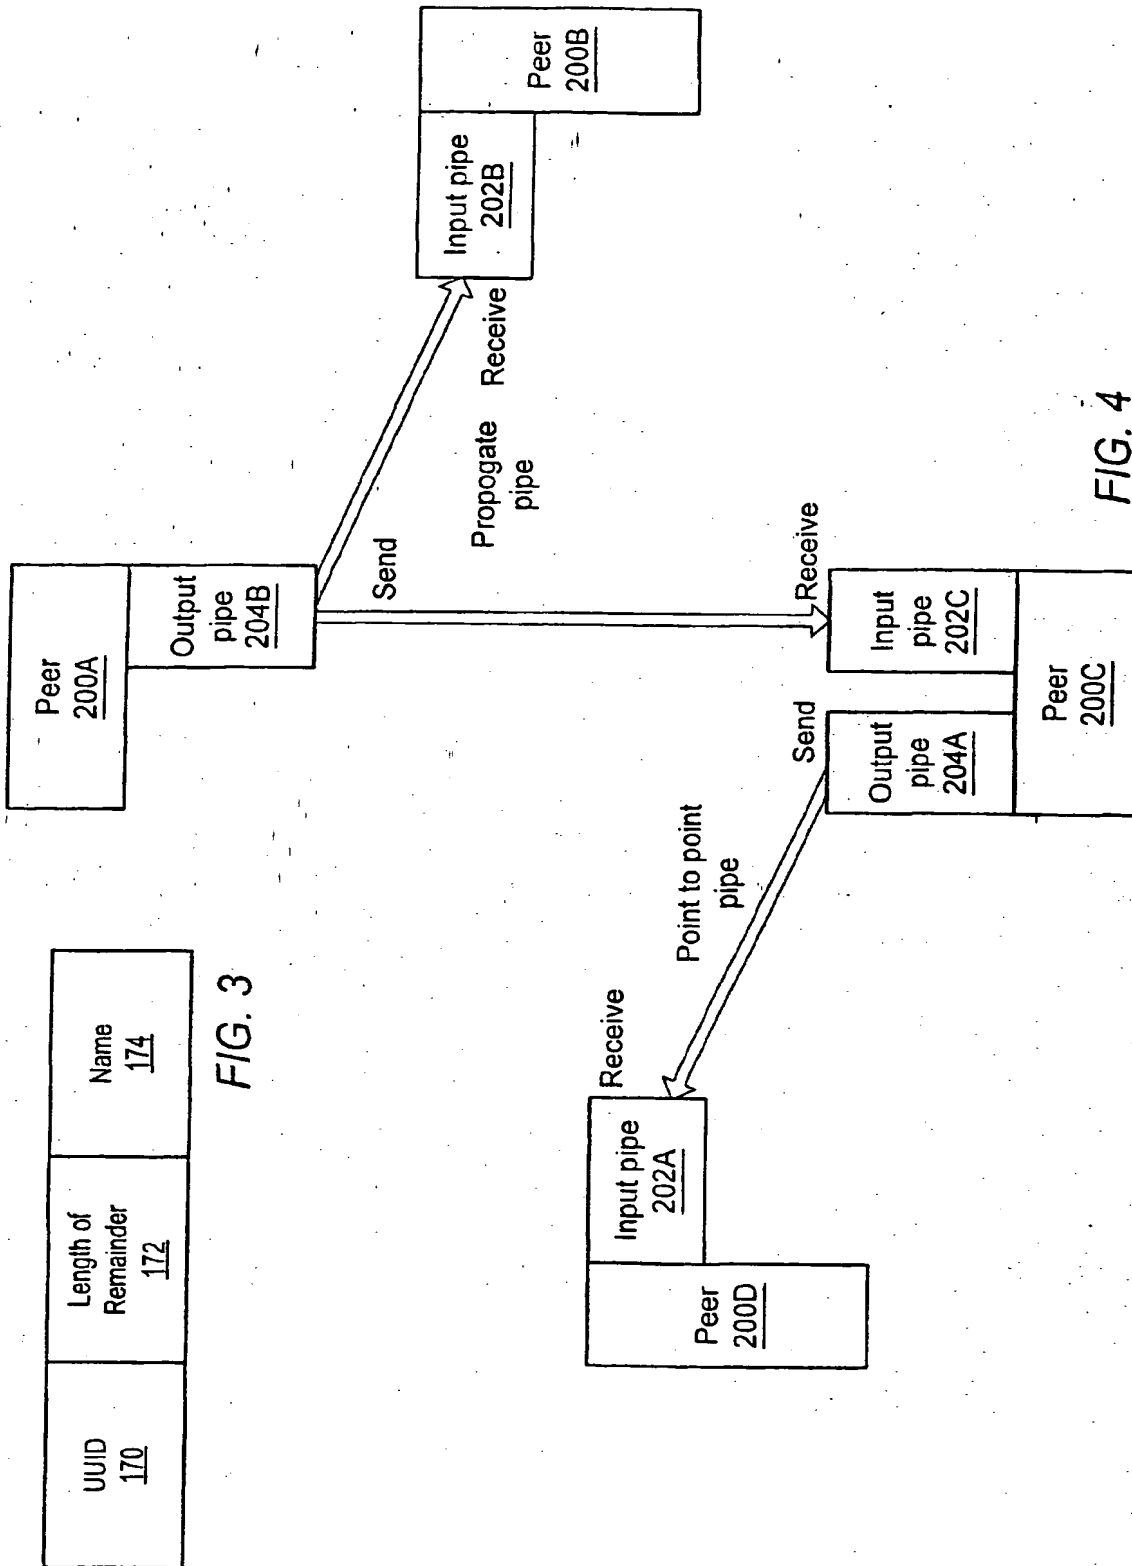 UUID
170
Length of
Remainder
172
Name
174
FIG. 3
Peer
200A
Output
pipe
204B
Send
Propogate
pipe
Receive
Input pipe
202B
Peer
200B
Receive
Input
pipe
202C
Peer
200C
Output
pipe
204A
Send
Point to point
pipe
Receive
Input pipe
202A
Peer
200D
FIG. 4